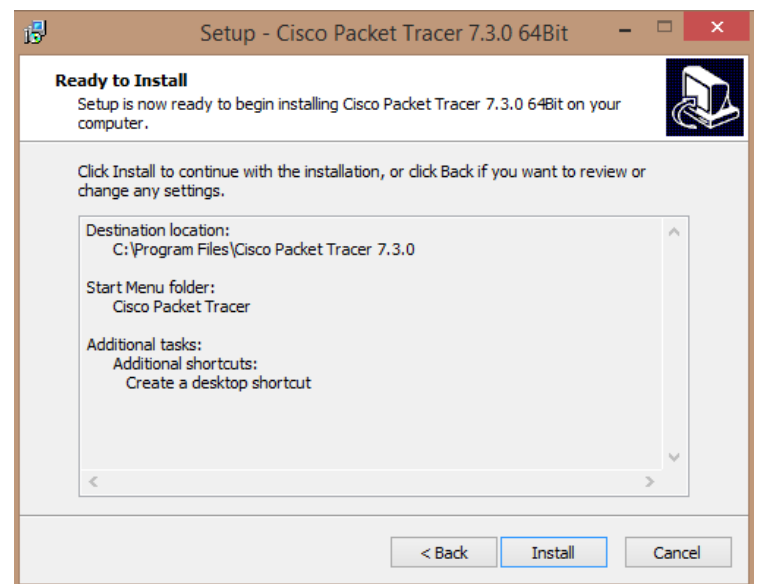 Setup - Cisco Packet Tracer 7.3.0 64Bit
Ready to Install
Setup is now ready to begin installing Cisco Packet Tracer 7.3.0 64Bit on your
computer.
Click Install to continue with the installation, or click Back if you want to review or
change any settings.
Destination location:
C:\Program Files\Cisco Packet Tracer 7.3.0
Start Menu folder:
Cisco Packet Tracer
Additional tasks:
Additional shortcuts:
Create a desktop shortcut
< Back
Install
Cancel